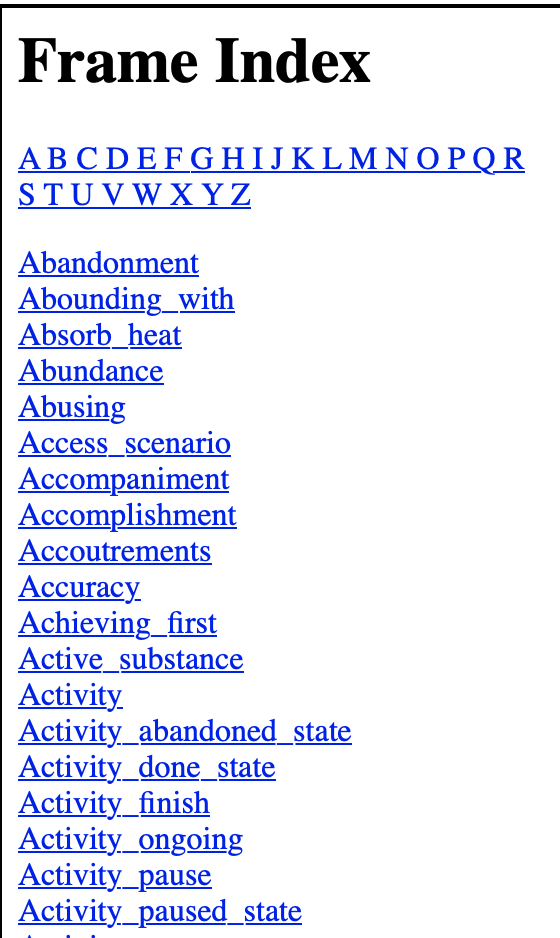 Frame Index
A B C D E F G H I J K L M N O P Q R
S T U V W X Y Z
Abandonment
Abounding_with
Absorb_heat
Abundance
Abusing
Access_scenario
Accompaniment
Accomplishment
Accoutrements
Accuracy
Achieving_first
Active_substance
Activity
Activity_abandoned_state
Activity_done_state
Activity_finish
Activity_ongoing
Activity_pause
Activity_paused_state